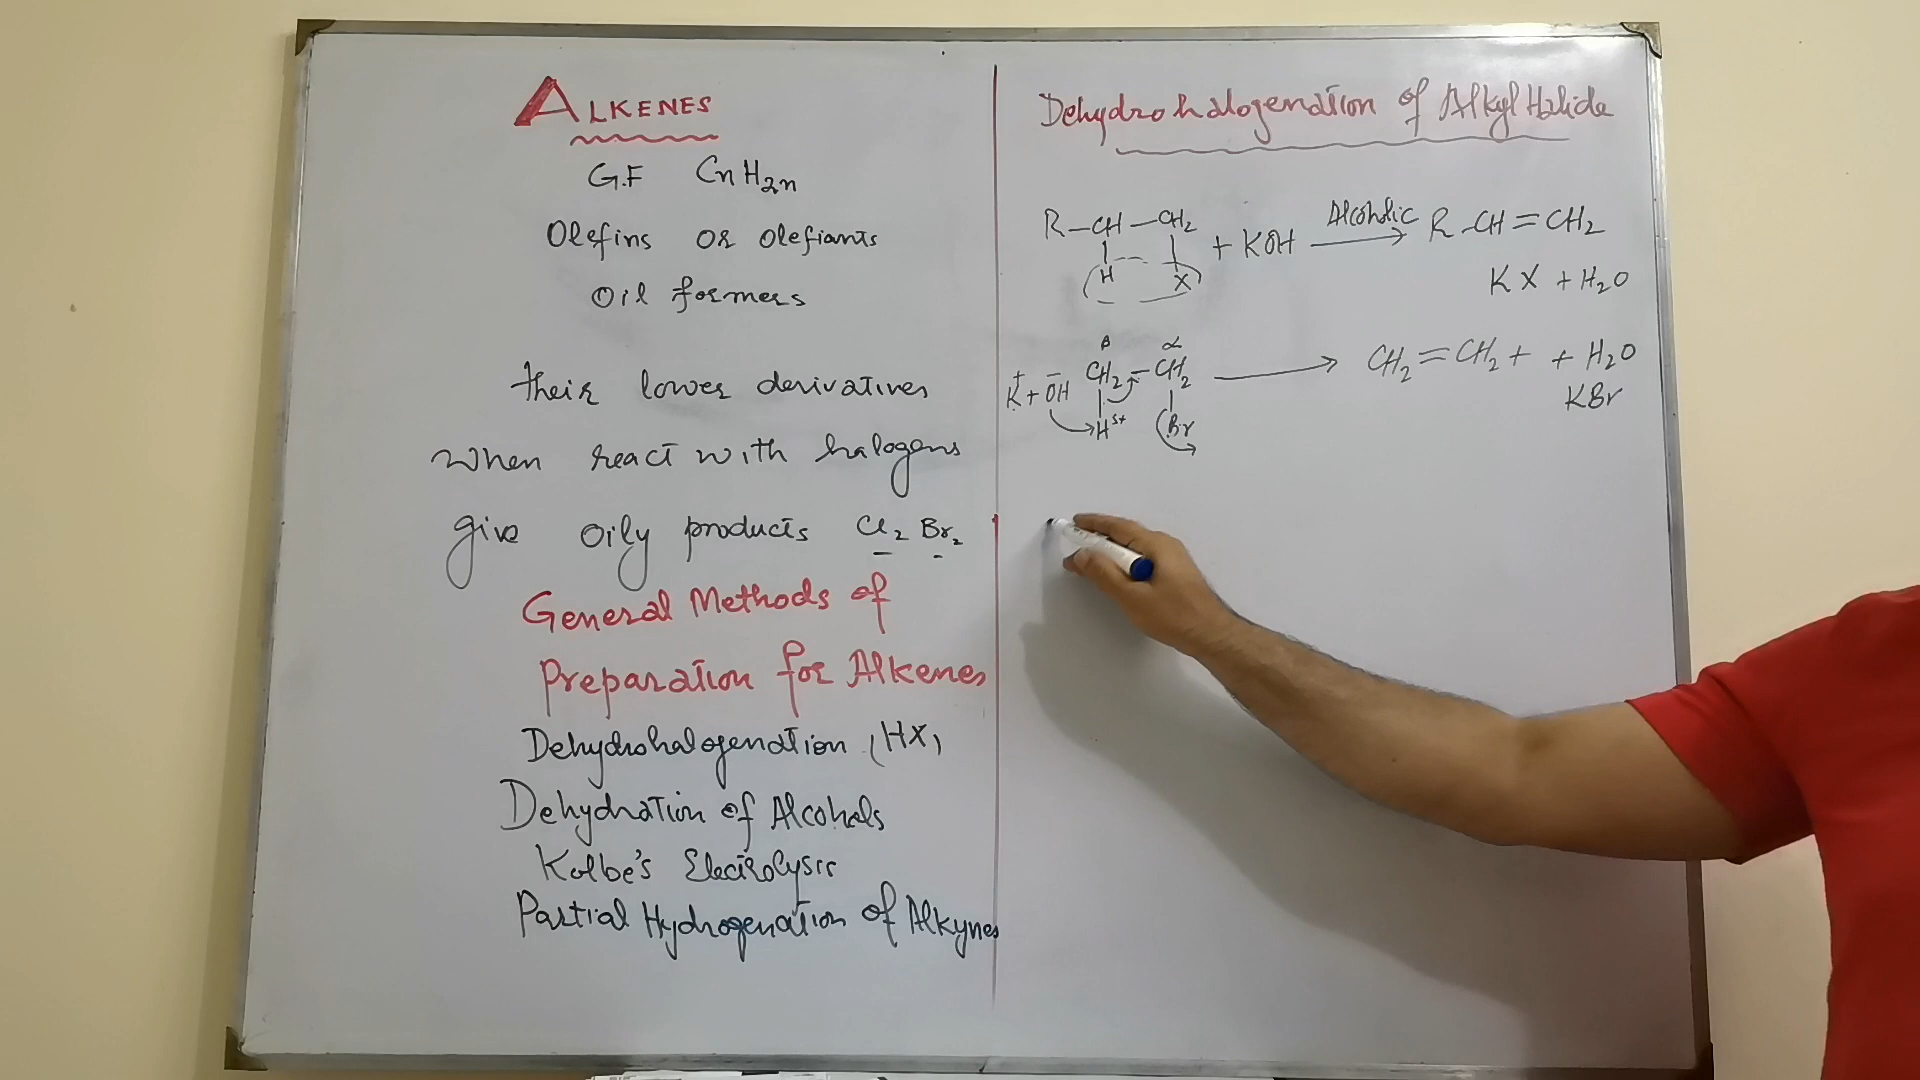 ALKENES
G.F CnH2n
Olefins or olefiants
Oil formers
their lower derivatives
when react with halogens
give oily products Cl2 Br2
General Methods of
Preparation for Alkenes
Dehydrohalogenation (HX)
Dehydration of Alcohols
Kolbe's Electrolysis
Partial Hydrogenation of Alkynes
Dehydrohalogenation of Alkyl Halide
R-CH-CH2 + KOH Alcoholic → R-CH=CH2
H X
KX + H2O
β α
K+ + OH- CH2-CH2 → CH2=CH2 + + H2O
Hδ+ Br
KBr